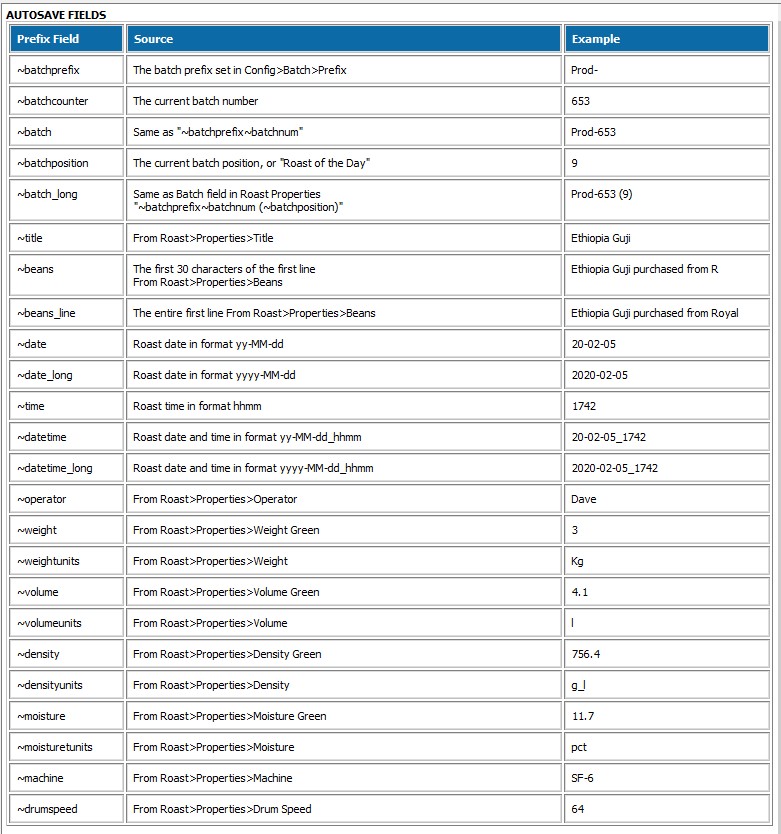 AUTOSAVE FIELDS
Prefix Field Source Example
~batchprefix The batch prefix set in Config>Batch>Prefix Prod-
~batchcounter The current batch number 653
~batch Same as "~batchprefix~batchnum" Prod-653
~batchposition The current batch position, or "Roast of the Day" 9
~batch_long Same as Batch field in Roast Properties Prod-653 (9)
"~batchprefix~batchnum (~batchposition)"
~title From Roast>Properties>Title Ethiopia Guji
~beans The first 30 characters of the first line Ethiopia Guji purchased from R
From Roast>Properties>Beans
~beans_line The entire first line From Roast>Properties>Beans Ethiopia Guji purchased from Royal
~date Roast date in format yy-MM-dd 20-02-05
~date_long Roast date in format yyyy-MM-dd 2020-02-05
~time Roast time in format hhmm 1742
~datetime Roast date and time in format yy-MM-dd_hhmm 20-02-05_1742
~datetime_long Roast date and time in format yyyy-MM-dd_hhmm 2020-02-05_1742
~operator From Roast>Properties>Operator Dave
~weight From Roast>Properties>Weight Green 3
~weightunits From Roast>Properties>Weight Kg
~volume From Roast>Properties>Volume Green 4.1
~volumeunits From Roast>Properties>Volume l
~density From Roast>Properties>Density Green 756.4
~densityunits From Roast>Properties>Density g_l
~moisture From Roast>Properties>Moisture Green 11.7
~moisturetunits From Roast>Properties>Moisture pct
~machine From Roast>Properties>Machine SF-6
~drumspeed From Roast>Properties>Drum Speed 64